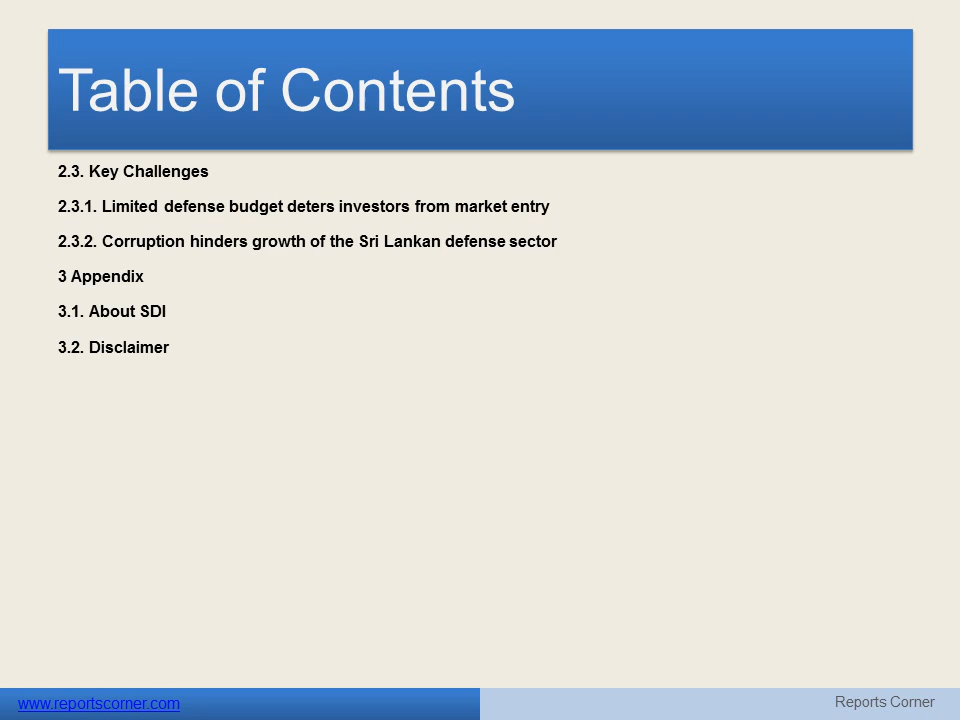 Table of Contents
2.3. Key Challenges
2.3.1. Limited defense budget deters investors from market entry
2.3.2. Corruption hinders growth of the Sri Lankan defense sector
3 Appendix
3.1. About SDI
3.2. Disclaimer
www.reportscorner.com
Reports Corner